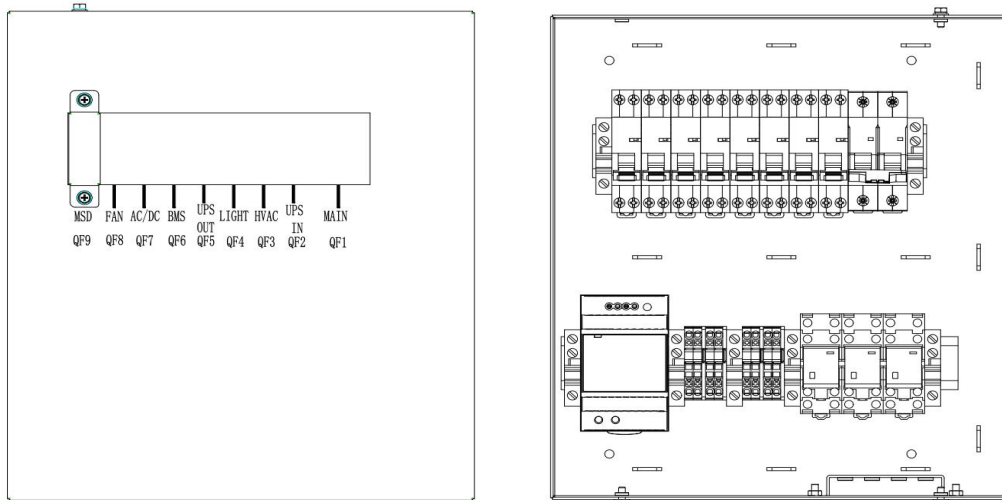 MSD FAN AC/DC BMS UPS OUT LIGHT HVAC UPS IN MAIN
QF9 QF8 QF7 QF6 QF5 QF4 QF3 QF2 QF1